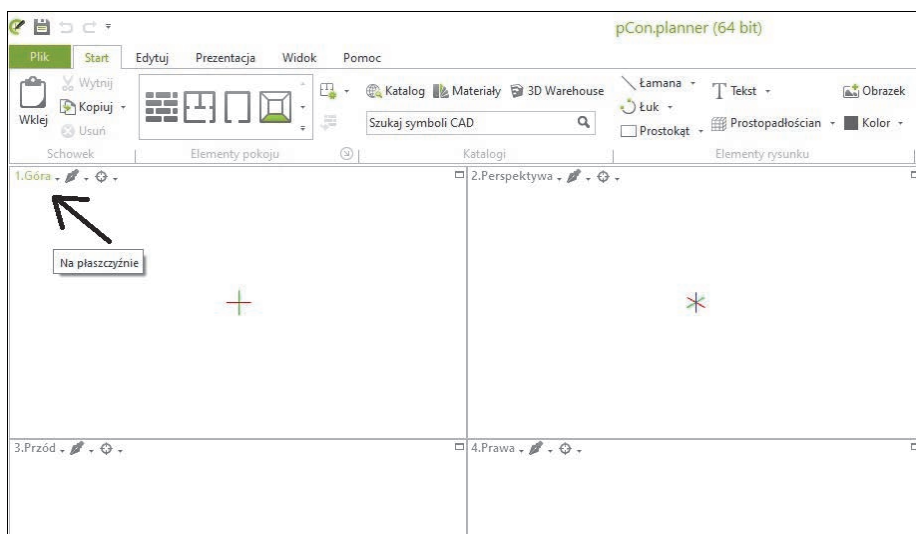 pCon.planner (64 bit)
Plik Start Edytuj Prezentacja Widok Pomoc
Wklej
Wytnij
Kopiuj
Usuń
Schowek
Elementy pokoju
Katalog Materiały 3D Warehouse
Szukaj symboli CAD
Katalogi
Łamana
Łuk
Prostokąt
Tekst
Prostopadłościan
Obrazek
Kolor
Elementy rysunku
1.Góra
Na płaszczyźnie
2.Perspektywa
3.Przód
4.Prawa